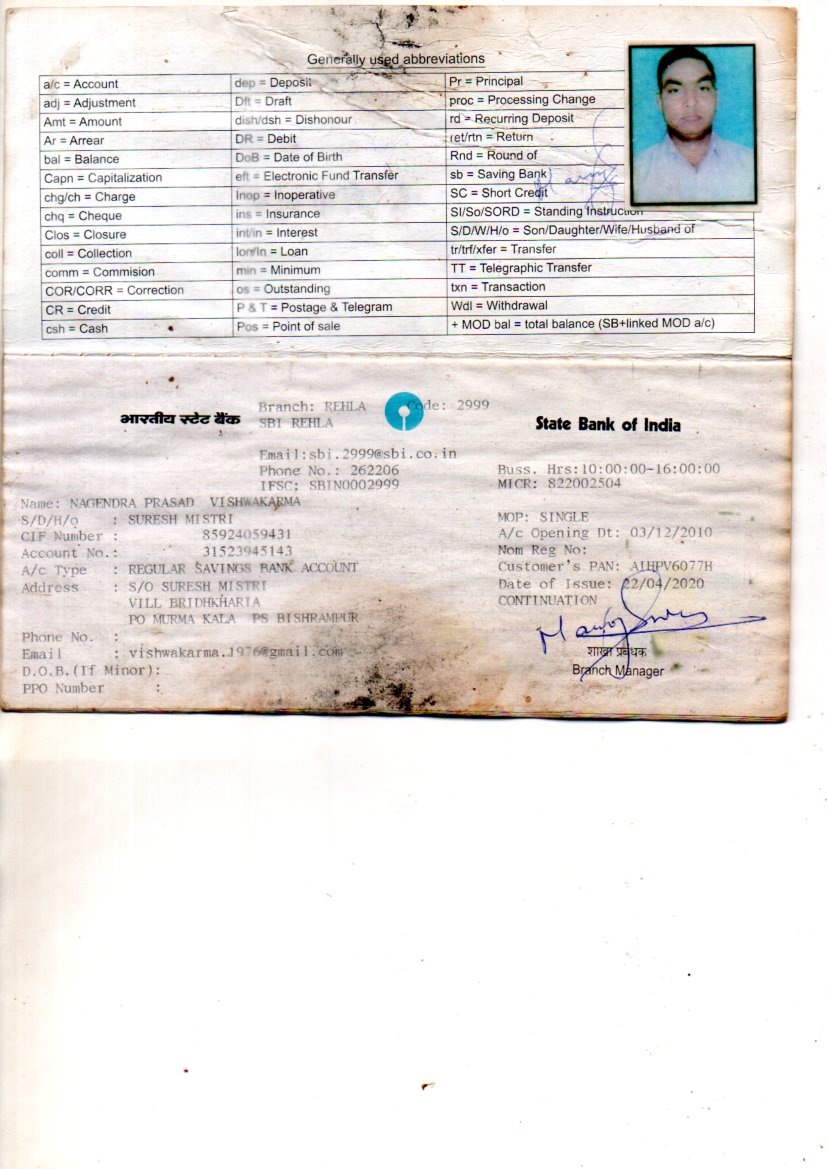 Generally used abbreviations
a/c = Account dep = Deposit Pr = Principal
adj = Adjustment Dft = Draft proc = Processing Change
Amt = Amount dish/dsh = Dishonour rd = Recurring Deposit
Ar = Arrear DR = Debit ret/rtn = Return
bal = Balance DoB = Date of Birth Rnd = Round of
Capn = Capitalization eft = Electronic Fund Transfer sb = Saving Bank
chg/ch = Charge Inop = Inoperative SC = Short Credit
chq = Cheque ins = Insurance SI/So/SORD = Standing Instruction
Clos = Closure int/in = Interest S/D/W/H/o = Son/Daughter/Wife/Husband of
coll = Collection lon/ln = Loan tr/trf/xfer = Transfer
comm = Commision min = Minimum TT = Telegraphic Transfer
COR/CORR = Correction os = Outstanding txn = Transaction
CR = Credit P & T = Postage & Telegram Wdl = Withdrawal
csh = Cash Pos = Point of sale + MOD bal = total balance (SB+linked MOD a/c)
भारतीय स्टेट बैंक Branch: REHLA Code: 2999 State Bank of India
SBI REHLA
Email:sbi.2999@sbi.co.in
Phone No.: 262206 Buss. Hrs:10:00:00-16:00:00
IFSC: SBIN0002999 MICR: 822002504
Name: NAGENDRA PRASAD VISHWAKARMA
S/D/H/o : SURESH MISTRI MOP: SINGLE
CIF Number : 85924059431 A/c Opening Dt: 03/12/2010
Account No.: 31523945143 Nom Reg No:
A/c Type : REGULAR SAVINGS BANK ACCOUNT Customer's PAN: AIHPV6077H
Address : S/O SURESH MISTRI Date of Issue: 22/04/2020
VILL BRIDHKHARIA CONTINUATION
PO MURMA KALA PS BISHRAMPUR
Phone No. :
Email : vishwakarma.1976@gmail.com शाखा प्रबंधक
D.O.B.(If Minor): Branch Manager
PPO Number :